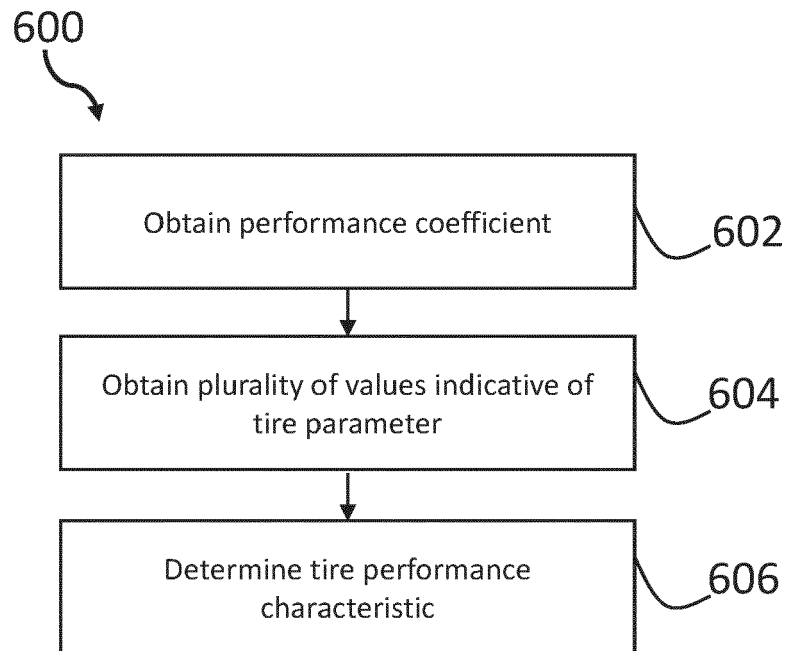 600
Obtain performance coefficient
602
Obtain plurality of values indicative of
tire parameter
604
Determine tire performance
characteristic
606